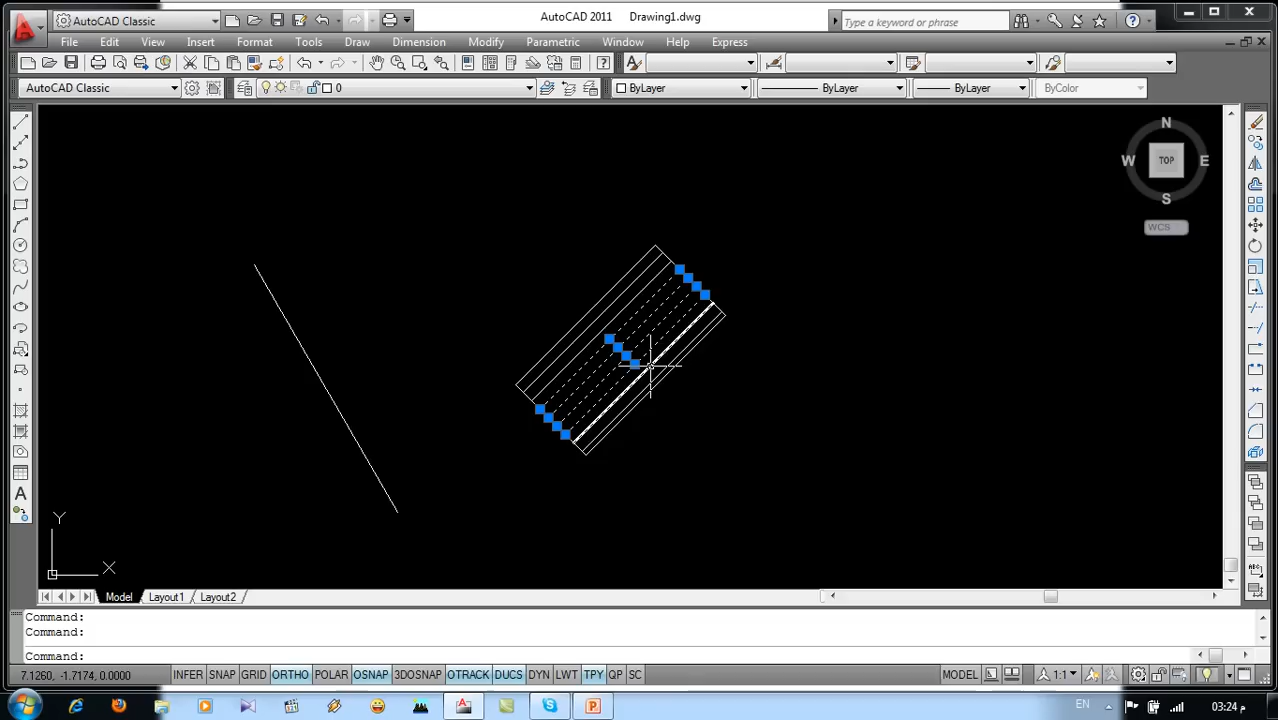 AutoCAD 2011 Drawing1.dwg
AutoCAD Classic
Type a keyword or phrase
File Edit View Insert Format Tools Draw Dimension Modify Parametric Window Help Express
AutoCAD Classic 0 ByLayer ByLayer ByLayer ByColor
N
W TOP E
S
WCS
Y
X
Model Layout1 Layout2
Command:
Command:
Command:
7.1260, -1.7174, 0.0000 INFER SNAP GRID ORTHO POLAR OSNAP 3DOSNAP OTRACK DUCS DYN LWT TPY QP SC MODEL 1:1
EN 03:24 م